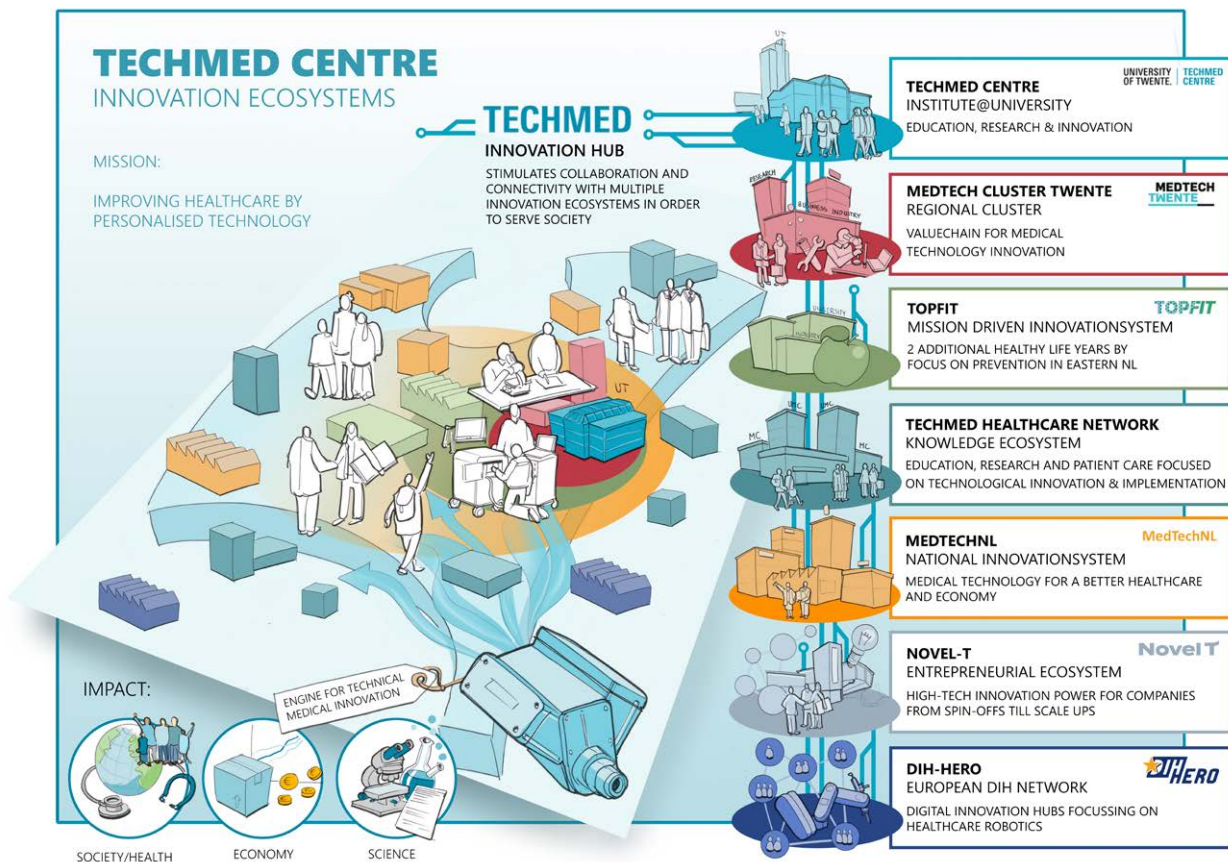 TECHMED CENTRE
INNOVATION ECOSYSTEMS
MISSION:
IMPROVING HEALTHCARE BY
PERSONALISED TECHNOLOGY
TECHMED
INNOVATION HUB
STIMULATES COLLABORATION AND
CONNECTIVITY WITH MULTIPLE
INNOVATION ECOSYSTEMS IN ORDER
TO SERVE SOCIETY
UT
ENGINE FOR TECHNICAL
MEDICAL INNOVATION
IMPACT:
SOCIETY/HEALTH
ECONOMY
SCIENCE
UT
TECHMED CENTRE
INSTITUTE@UNIVERSITY
EDUCATION, RESEARCH & INNOVATION
UNIVERSITY OF TWENTE. | TECHMED CENTRE
RESEARCH
BUSINESS INDUSTRY
MEDTECH CLUSTER TWENTE
REGIONAL CLUSTER
VALUECHAIN FOR MEDICAL
TECHNOLOGY INNOVATION
MEDTECH
TWENTE
UNIVERSITY
TOPFIT
MISSION DRIVEN INNOVATIONSYSTEM
2 ADDITIONAL HEALTHY LIFE YEARS BY
FOCUS ON PREVENTION IN EASTERN NL
TOPFIT
UMC.
UMC.
MC.
MC.
TECHMED HEALTHCARE NETWORK
KNOWLEDGE ECOSYSTEM
EDUCATION, RESEARCH AND PATIENT CARE FOCUSED
ON TECHNOLOGICAL INNOVATION & IMPLEMENTATION
MEDTECHNL
NATIONAL INNOVATIONSYSTEM
MEDICAL TECHNOLOGY FOR A BETTER HEALTHCARE
AND ECONOMY
MedTechNL
NOVEL-T
ENTREPRENEURIAL ECOSYSTEM
HIGH-TECH INNOVATION POWER FOR COMPANIES
FROM SPIN-OFFS TILL SCALE UPS
Novel T
DIH-HERO
EUROPEAN DIH NETWORK
DIGITAL INNOVATION HUBS FOCUSSING ON
HEALTHCARE ROBOTICS
DIH HERO